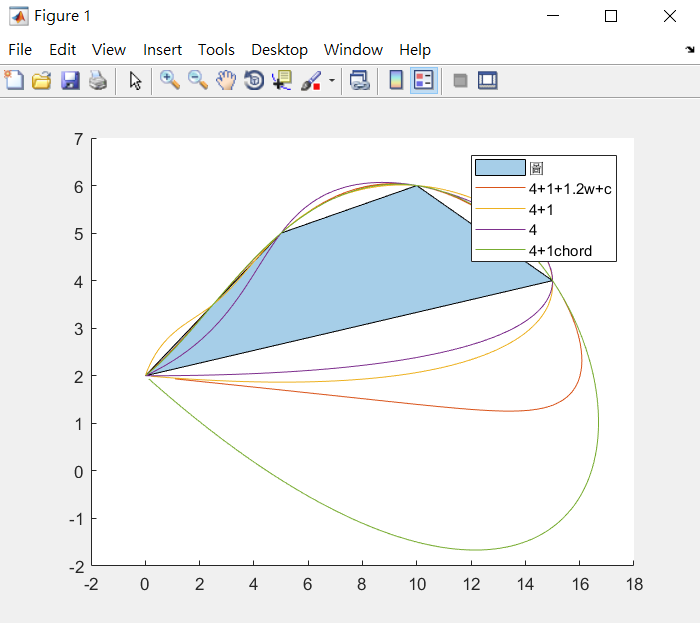 Figure 1
File Edit View Insert Tools Desktop Window Help
圖
4+1+1.2w+c
4+1
4
4+1chord
7
6
5
4
3
2
1
0
-1
-2
-2 0 2 4 6 8 10 12 14 16 18